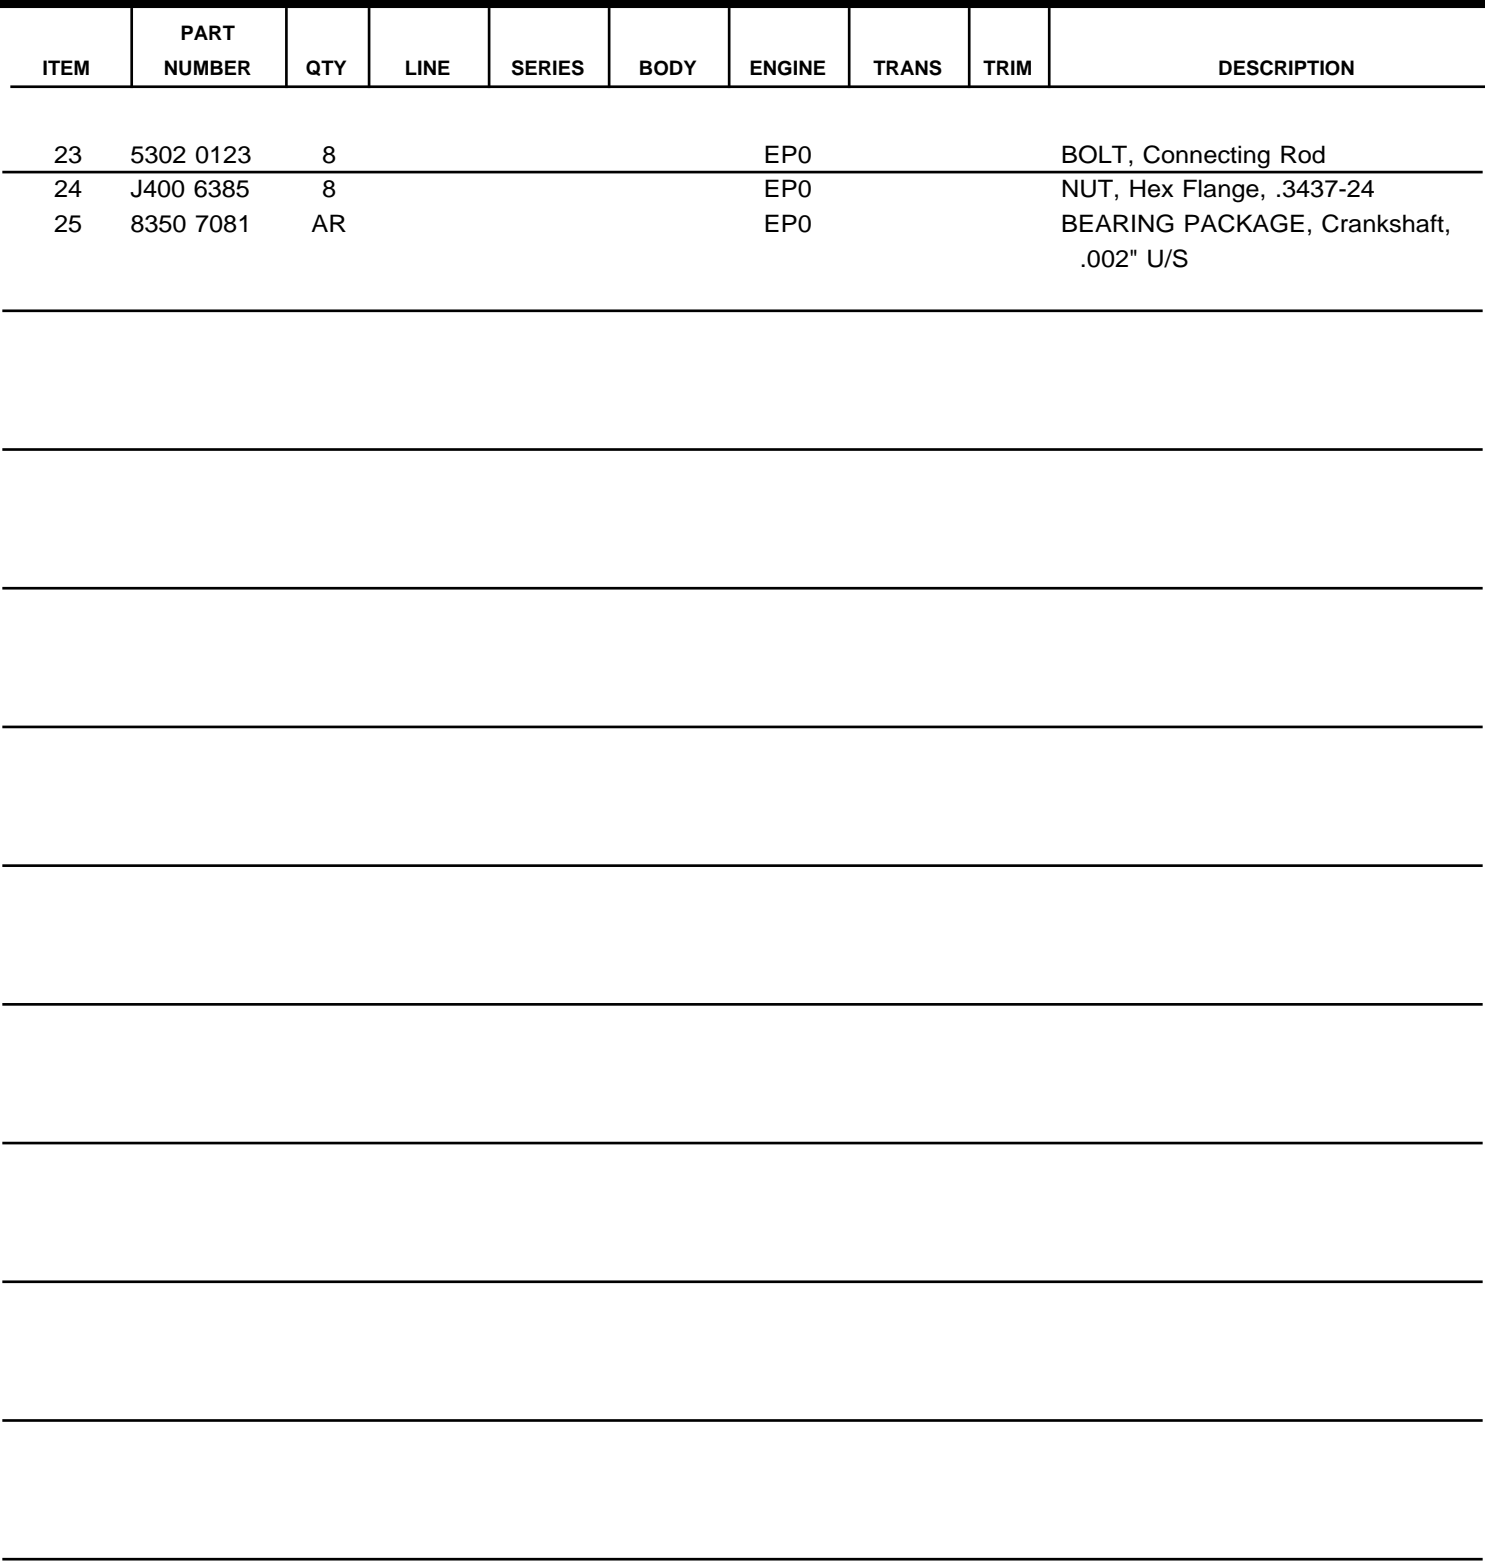 PART
ITEM NUMBER QTY LINE SERIES BODY ENGINE TRANS TRIM DESCRIPTION
23 5302 0123 8 EP0 BOLT, Connecting Rod
24 J400 6385 8 EP0 NUT, Hex Flange, .3437-24
25 8350 7081 AR EP0 BEARING PACKAGE, Crankshaft,
.002" U/S